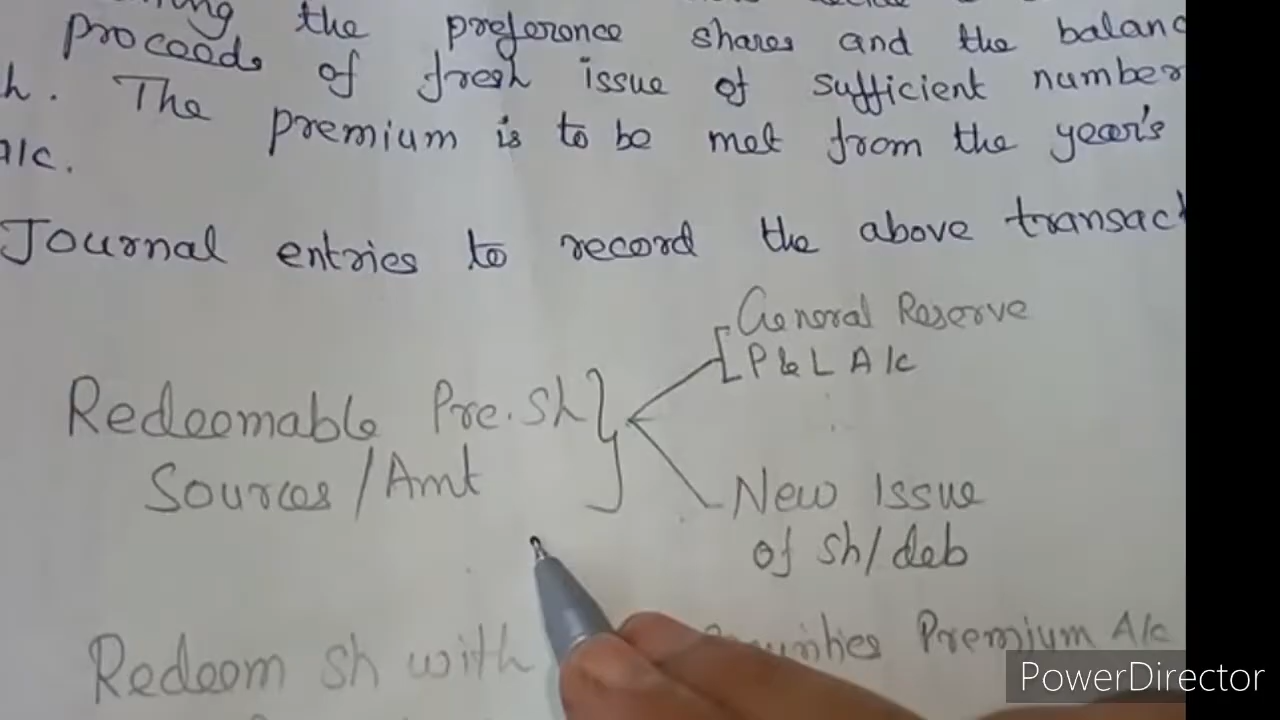 the preference shares and the balanc
proceeds of fresh issue of sufficient number
h. The premium is to be met from the year's
A/c.
Journal entries to record the above transact
General Reserve
P & L A/c
Redeemable Pre. Sh
Sources/Amt
New Issue
of Sh/deb
Redeem Sh with Premium A/c
PowerDirector